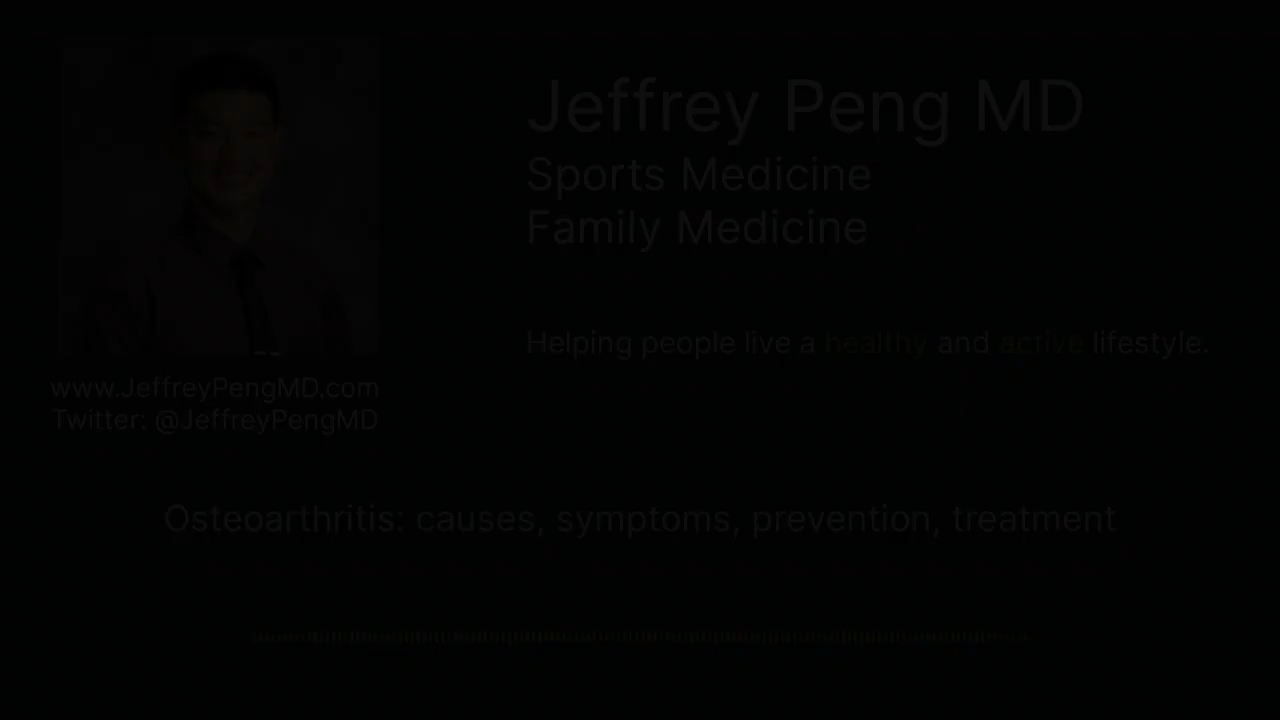 Jeffrey Peng MD
Sports Medicine
Family Medicine
Helping people live a healthy and active lifestyle.
www.JeffreyPengMD.com
Twitter: @JeffreyPengMD
Osteoarthritis: causes, symptoms, prevention, treatment